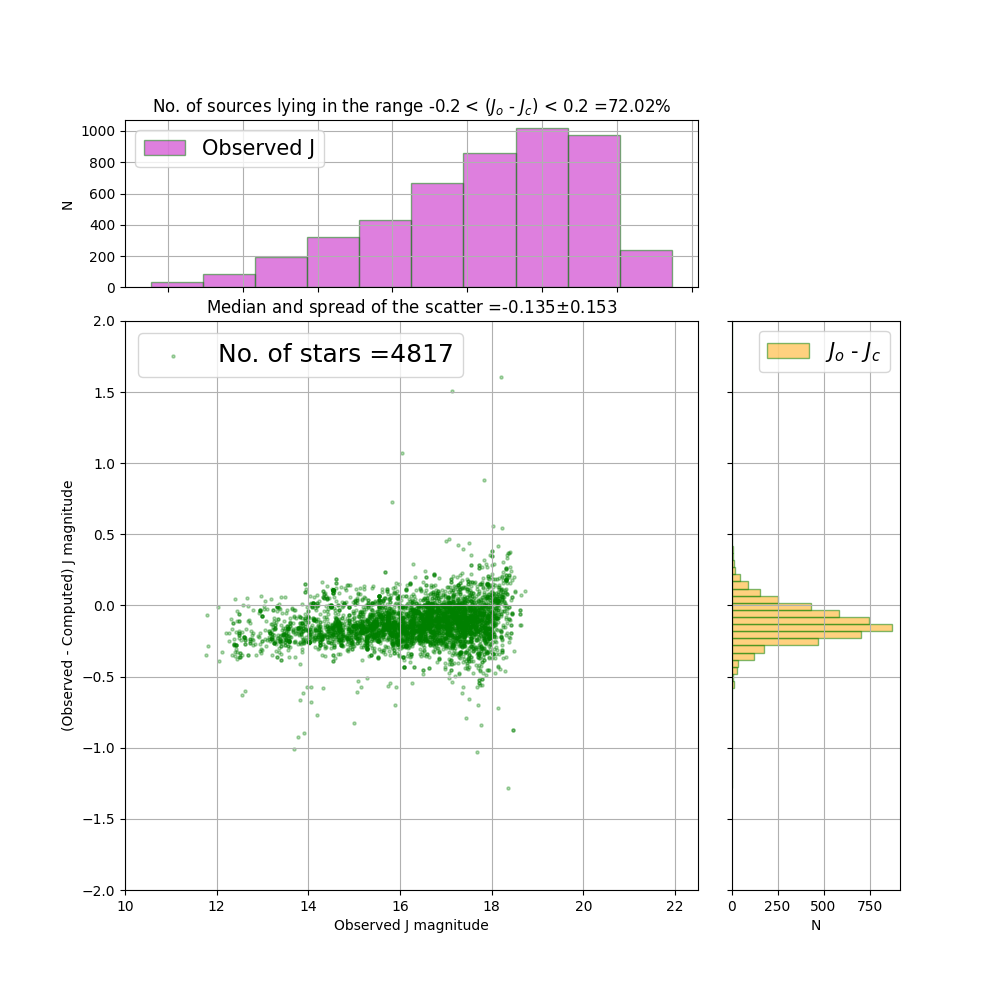 No. of sources lying in the range -0.2 < (Jₒ - J_c) < 0.2 =72.02%
1000
800
600
400
200
0
N
Observed J
Median and spread of the scatter =-0.135±0.153
2.0
1.5
1.0
0.5
0.0
−0.5
−1.0
−1.5
−2.0
(Observed - Computed) J magnitude
No. of stars =4817
10 12 14 16 18 20 22
Observed J magnitude
Jₒ - J_c
0 250 500 750
N